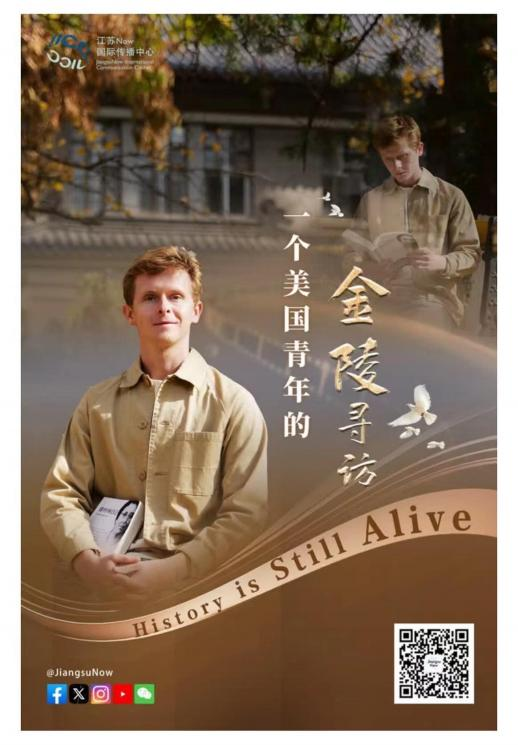 江苏Now
国际传播中心
JiangsuNow International
Communication Center
一个美国青年的
金陵寻访
History is Still Alive
@JiangsuNow